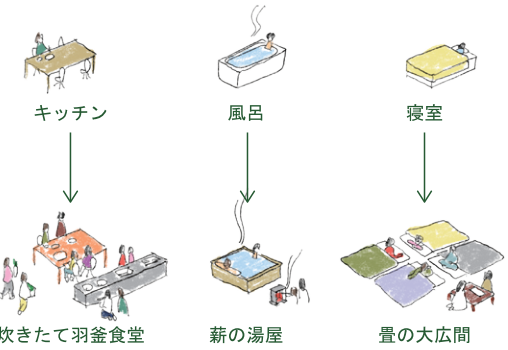 キッチン
風呂
寝室
炊きたて羽釜食堂
薪の湯屋
畳の大広間